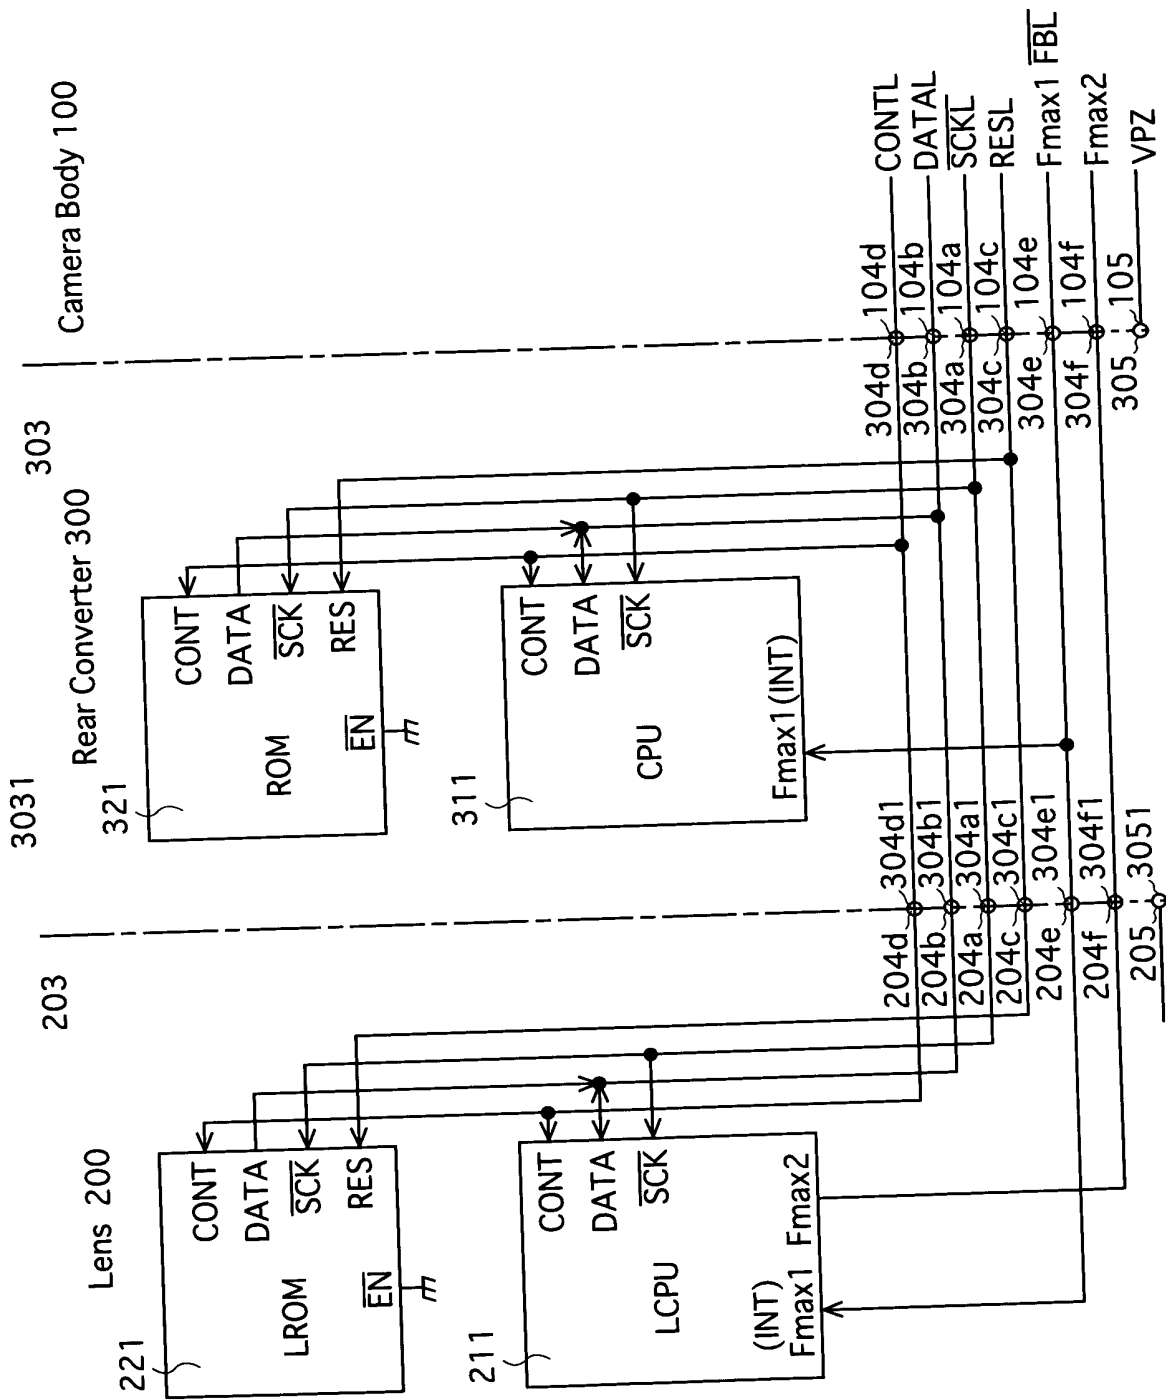 Lens 200
Rear Converter 300
Camera Body 100
203
3031
303
221
LROM
CONT
DATA
SCK
RES
EN
211
LCPU
CONT
DATA
SCK
(INT)
Fmax1
Fmax2
321
ROM
CONT
DATA
SCK
RES
EN
311
CPU
CONT
DATA
SCK
Fmax1 (INT)
204d
304d1
204b
304b1
204a
304a1
204c
304c1
204e
304e1
204f
304f1
205
3051
304d
104d
CONTL
304b
104b
DATAL
304a
104a
SCKL
304c
104c
RESL
304e
104e
Fmax1 FBL
304f
104f
Fmax2
305
105
VPZ